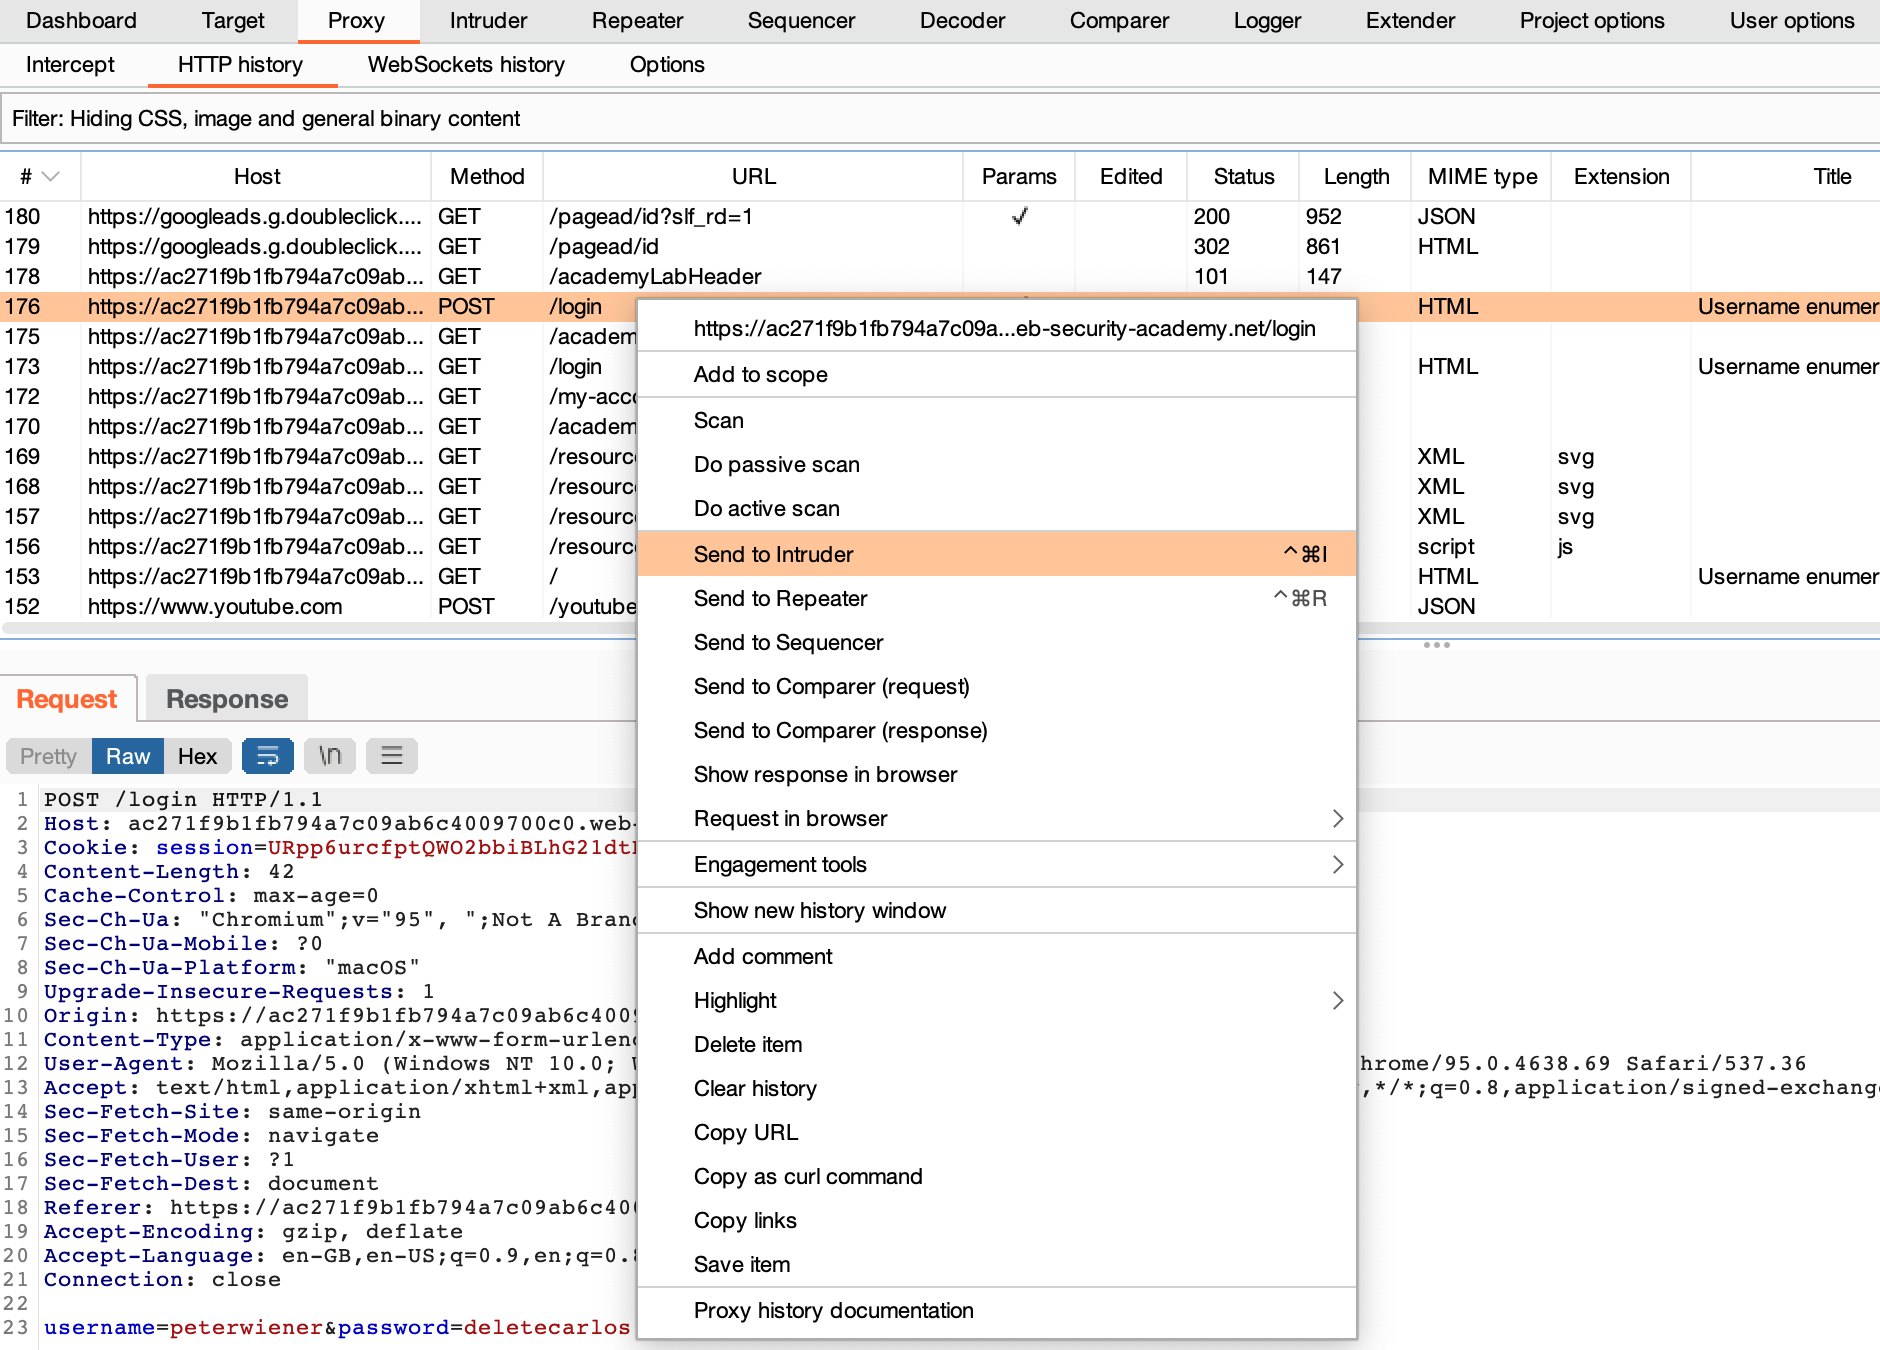 Dashboard Target Proxy Intruder Repeater Sequencer Decoder Comparer Logger Extender Project options User options
Intercept HTTP history WebSockets history Options
Filter: Hiding CSS, image and general binary content
# Host Method URL Params Edited Status Length MIME type Extension Title
180 https://googleads.g.doubleclick.... GET /pagead/id?slf_rd=1 ✓ 200 952 JSON
179 https://googleads.g.doubleclick.... GET /pagead/id 302 861 HTML
178 https://ac271f9b1fb794a7c09ab... GET /academyLabHeader 101 147
176 https://ac271f9b1fb794a7c09ab... POST /login HTML Username enumer
175 https://ac271f9b1fb794a7c09ab... GET /academ
173 https://ac271f9b1fb794a7c09ab... GET /login HTML Username enumer
172 https://ac271f9b1fb794a7c09ab... GET /my-acco
170 https://ac271f9b1fb794a7c09ab... GET /academ
169 https://ac271f9b1fb794a7c09ab... GET /resourc XML svg
168 https://ac271f9b1fb794a7c09ab... GET /resourc XML svg
157 https://ac271f9b1fb794a7c09ab... GET /resourc XML svg
156 https://ac271f9b1fb794a7c09ab... GET /resourc script js
153 https://ac271f9b1fb794a7c09ab... GET / HTML Username enumer
152 https://www.youtube.com POST /youtube JSON
https://ac271f9b1fb794a7c09a...eb-security-academy.net/login
Add to scope
Scan
Do passive scan
Do active scan
Send to Intruder ^⌘I
Send to Repeater ^⌘R
Send to Sequencer
Send to Comparer (request)
Send to Comparer (response)
Show response in browser
Request in browser
Engagement tools
Show new history window
Add comment
Highlight
Delete item
Clear history
Copy URL
Copy as curl command
Copy links
Save item
Proxy history documentation
Request Response
Pretty Raw Hex \n
1 POST /login HTTP/1.1
2 Host: ac271f9b1fb794a7c09ab6c4009700c0.web-
3 Cookie: session=URpp6urcfptQWO2bbiBLhG21dt
4 Content-Length: 42
5 Cache-Control: max-age=0
6 Sec-Ch-Ua: "Chromium";v="95", ";Not A Bran
7 Sec-Ch-Ua-Mobile: ?0
8 Sec-Ch-Ua-Platform: "macOS"
9 Upgrade-Insecure-Requests: 1
10 Origin: https://ac271f9b1fb794a7c09ab6c4009
11 Content-Type: application/x-www-form-urlenc
12 User-Agent: Mozilla/5.0 (Windows NT 10.0; W hrome/95.0.4638.69 Safari/537.36
13 Accept: text/html,application/xhtml+xml,app ,*/*;q=0.8,application/signed-exchang
14 Sec-Fetch-Site: same-origin
15 Sec-Fetch-Mode: navigate
16 Sec-Fetch-User: ?1
17 Sec-Fetch-Dest: document
18 Referer: https://ac271f9b1fb794a7c09ab6c400
19 Accept-Encoding: gzip, deflate
20 Accept-Language: en-GB,en-US;q=0.9,en;q=0.8
21 Connection: close
22
23 username=peterwiener&password=deletecarlos